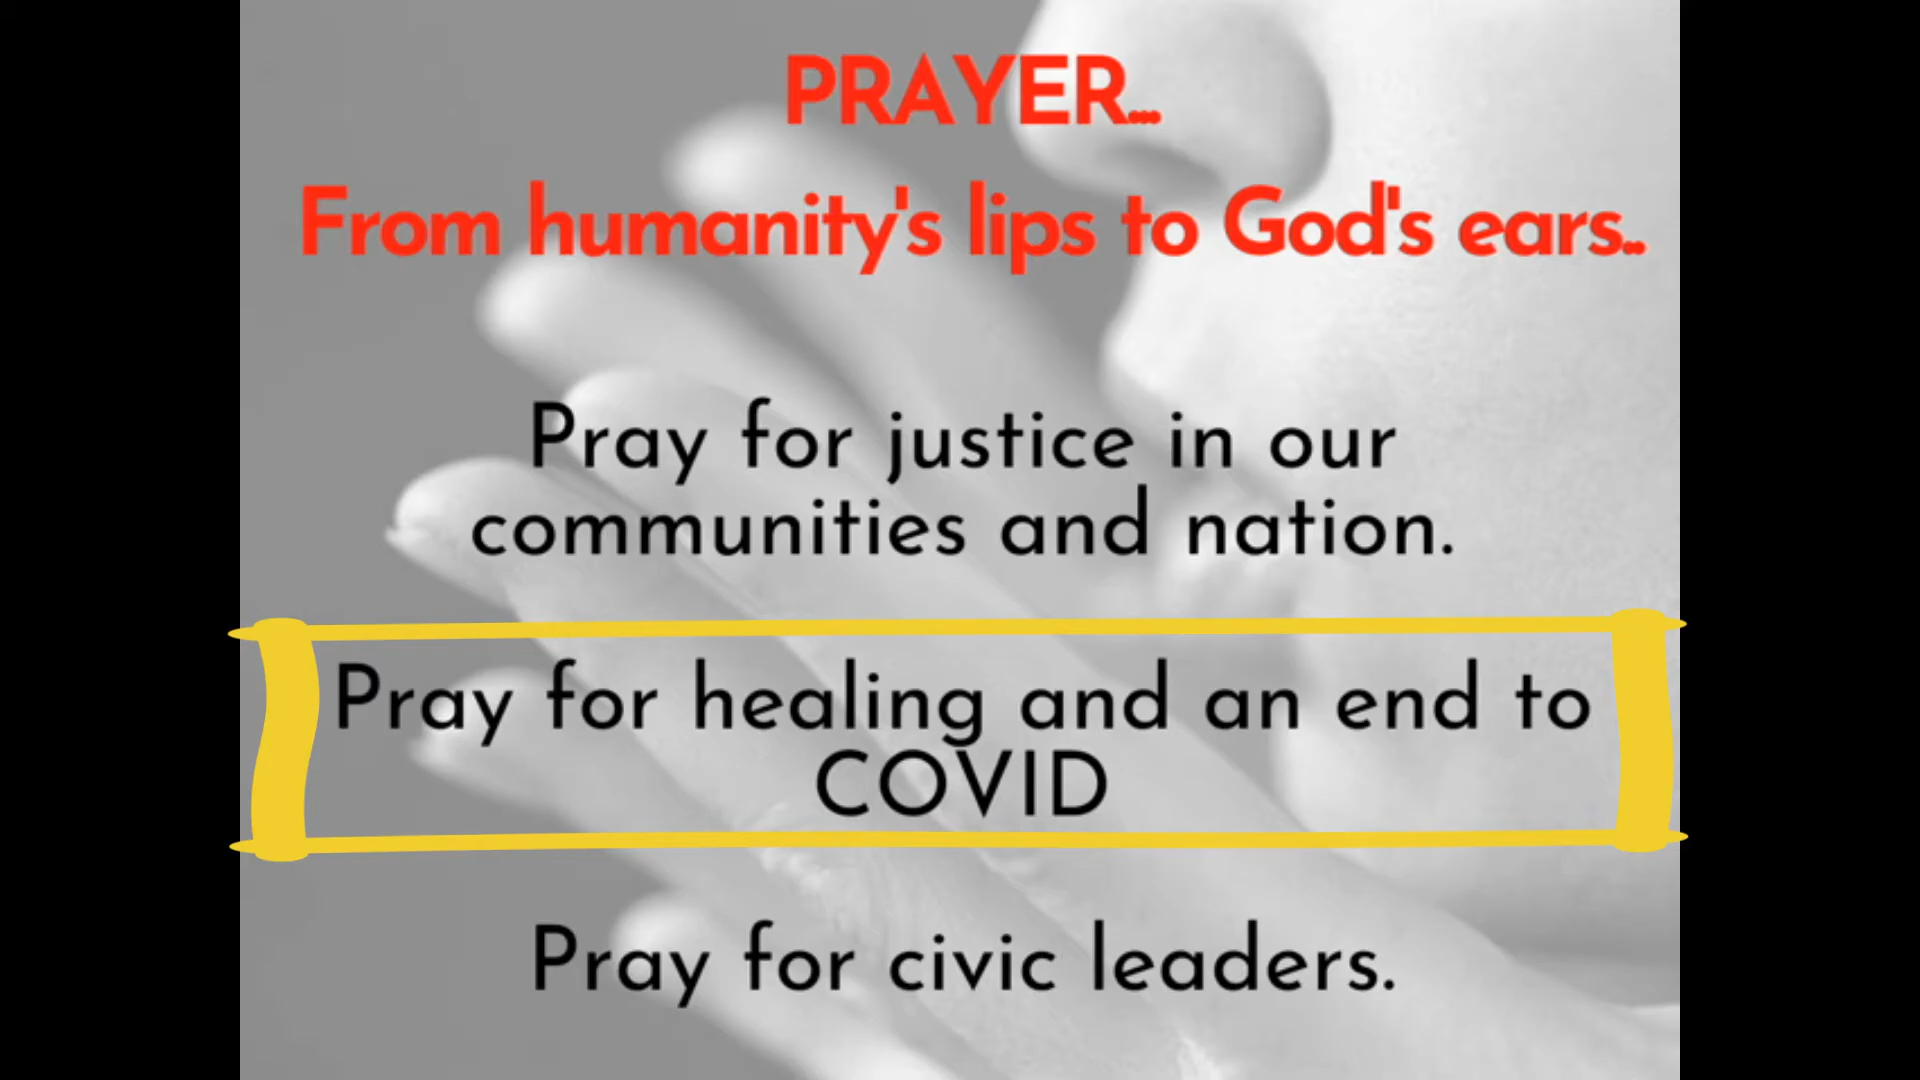 PRAYER...
From humanity's lips to God's ears..
Pray for justice in our
communities and nation.
Pray for healing and an end to
COVID
Pray for civic leaders.